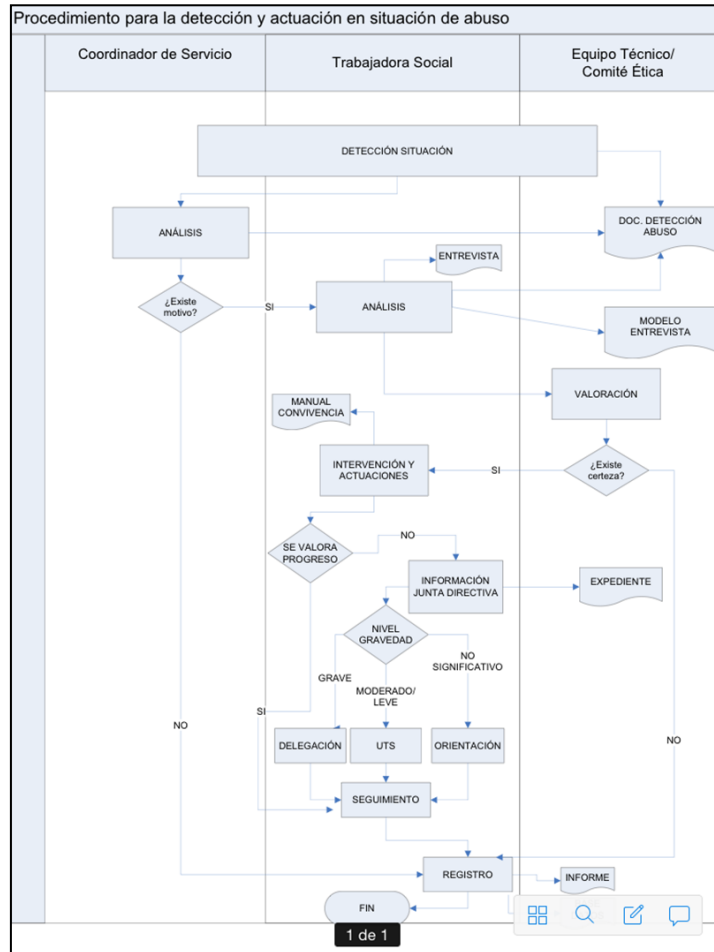 Procedimiento para la detección y actuación en situación de abuso
Coordinador de Servicio
Trabajadora Social
Equipo Técnico/
Comité Ética
DETECCIÓN SITUACIÓN
ANÁLISIS
DOC. DETECCIÓN
ABUSO
ENTREVISTA
¿Existe
motivo?
SI
ANÁLISIS
MODELO
ENTREVISTA
VALORACIÓN
MANUAL
CONVIVENCIA
INTERVENCIÓN Y
ACTUACIONES
SI
¿Existe
certeza?
SE VALORA
PROGRESO
NO
INFORMACIÓN
JUNTA DIRECTIVA
EXPEDIENTE
NIVEL
GRAVEDAD
NO
SIGNIFICATIVO
GRAVE
MODERADO/
LEVE
SI
NO
NO
DELEGACIÓN
UTS
ORIENTACIÓN
SEGUIMIENTO
REGISTRO
INFORME
FIN
1 de 1